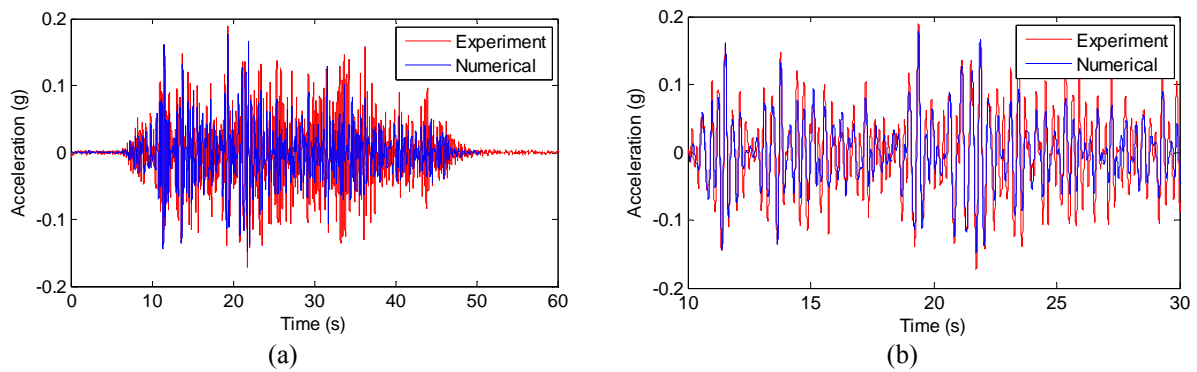 0.2
0.1
0
-0.1
-0.2
Acceleration (g)
Experiment
Numerical
0 10 20 30 40 50 60
Time (s)
(a)
0.2
0.1
0
-0.1
-0.2
Acceleration (g)
Experiment
Numerical
10 15 20 25 30
Time (s)
(b)